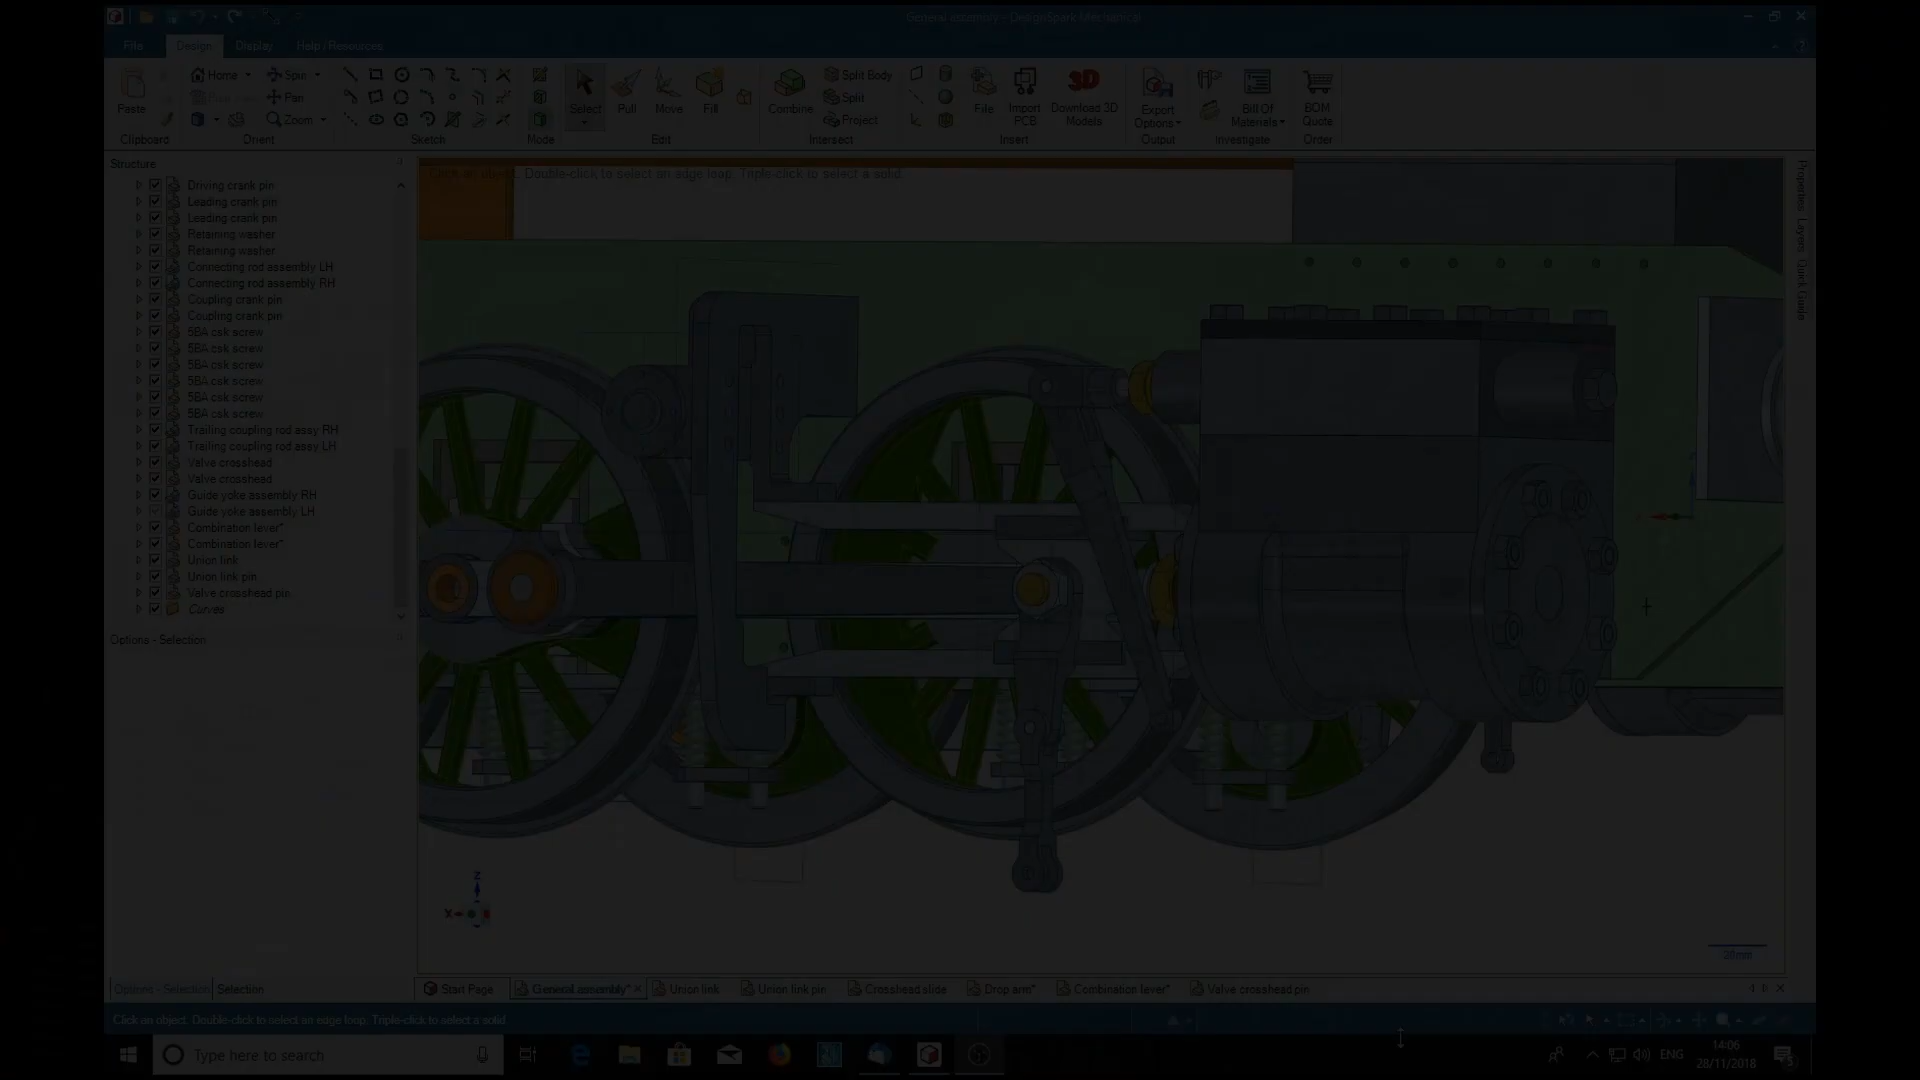 General assembly - DesignSpark Mechanical
File Design Display Help / Resources
Paste
Clipboard
Home Spin
Pan
Zoom
Orient
Sketch
Mode
Select Pull Move Fill
Edit
Combine
Split Body
Split
Project
Intersect
File Import PCB Download 3D Models
Insert
Export Options
Output
Bill Of Materials
Investigate
BOM Quote
Order
Structure
Driving crank pin
Leading crank pin
Leading crank pin
Retaining washer
Retaining washer
Connecting rod assembly LH
Connecting rod assembly RH
Coupling crank pin
Coupling crank pin
5BA csk screw
5BA csk screw
5BA csk screw
5BA csk screw
5BA csk screw
5BA csk screw
Trailing coupling rod assy RH
Trailing coupling rod assy LH
Valve crosshead
Valve crosshead
Guide yoke assembly RH
Guide yoke assembly LH
Combination lever*
Combination lever*
Union link
Union link pin
Valve crosshead pin
Curves
Options - Selection
Click an object. Double-click to select an edge loop. Triple-click to select a solid.
Properties Layers Quick Guide
Z
X
20mm
Options - Selection Selection
Start Page General assembly* Union link Union link pin Crosshead slide Drop arm* Combination lever* Valve crosshead pin
Click an object. Double-click to select an edge loop. Triple-click to select a solid.
Type here to search
ENG 14:06
28/11/2018
5